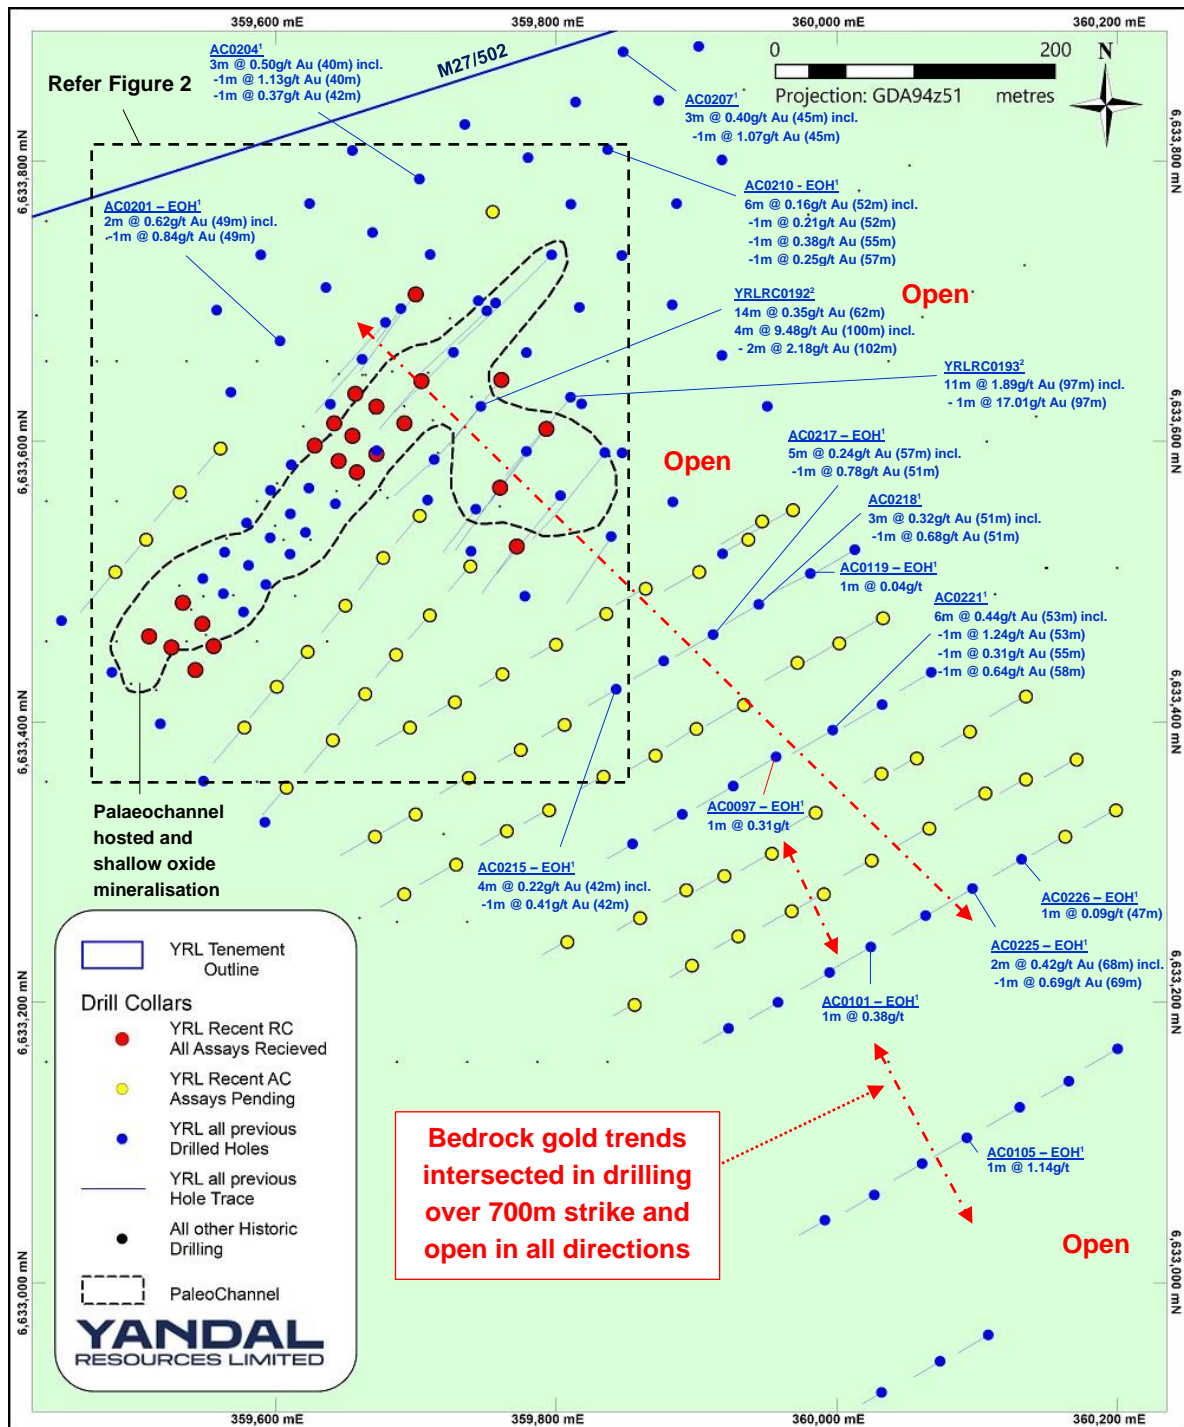 359,600 mE
359,800 mE
360,000 mE
360,200 mE
AC0204¹
3m @ 0.50g/t Au (40m) incl.
-1m @ 1.13g/t Au (40m)
-1m @ 0.37g/t Au (42m)
M27/502
Refer Figure 2
0
200
Projection: GDA94z51 metres
N
AC0207¹
3m @ 0.40g/t Au (45m) incl.
-1m @ 1.07g/t Au (45m)
6,633,800 mN
6,633,800 mN
AC0201 – EOH¹
2m @ 0.62g/t Au (49m) incl.
-1m @ 0.84g/t Au (49m)
AC0210 - EOH¹
6m @ 0.16g/t Au (52m) incl.
-1m @ 0.21g/t Au (52m)
-1m @ 0.38g/t Au (55m)
-1m @ 0.25g/t Au (57m)
Open
YRLRC0192²
14m @ 0.35g/t Au (62m)
4m @ 9.48g/t Au (100m) incl.
- 2m @ 2.18g/t Au (102m)
YRLRC0193²
11m @ 1.89g/t Au (97m) incl.
- 1m @ 17.01g/t Au (97m)
6,633,600 mN
6,633,600 mN
Open
AC0217 – EOH¹
5m @ 0.24g/t Au (57m) incl.
-1m @ 0.78g/t Au (51m)
AC0218¹
3m @ 0.32g/t Au (51m) incl.
-1m @ 0.68g/t Au (51m)
AC0119 – EOH¹
1m @ 0.04g/t
AC0221¹
6m @ 0.44g/t Au (53m) incl.
-1m @ 1.24g/t Au (53m)
-1m @ 0.31g/t Au (55m)
-1m @ 0.64g/t Au (58m)
6,633,400 mN
6,633,400 mN
Palaeochannel
hosted and
shallow oxide
mineralisation
AC0097 – EOH¹
1m @ 0.31g/t
AC0215 – EOH¹
4m @ 0.22g/t Au (42m) incl.
-1m @ 0.41g/t Au (42m)
AC0226 – EOH¹
1m @ 0.09g/t (47m)
AC0225 – EOH¹
2m @ 0.42g/t Au (68m) incl.
-1m @ 0.69g/t Au (69m)
AC0101 – EOH¹
1m @ 0.38g/t
6,633,200 mN
6,633,200 mN
Bedrock gold trends
intersected in drilling
over 700m strike and
open in all directions
AC0105 – EOH¹
1m @ 1.14g/t
Open
6,633,000 mN
6,633,000 mN
YRL Tenement
Outline
Drill Collars
YRL Recent RC
All Assays Recieved
YRL Recent AC
Assays Pending
YRL all previous
Drilled Holes
YRL all previous
Hole Trace
All other Historic
Drilling
PaleoChannel
YANDAL
RESOURCES LIMITED
359,600 mE
359,800 mE
360,000 mE
360,200 mE